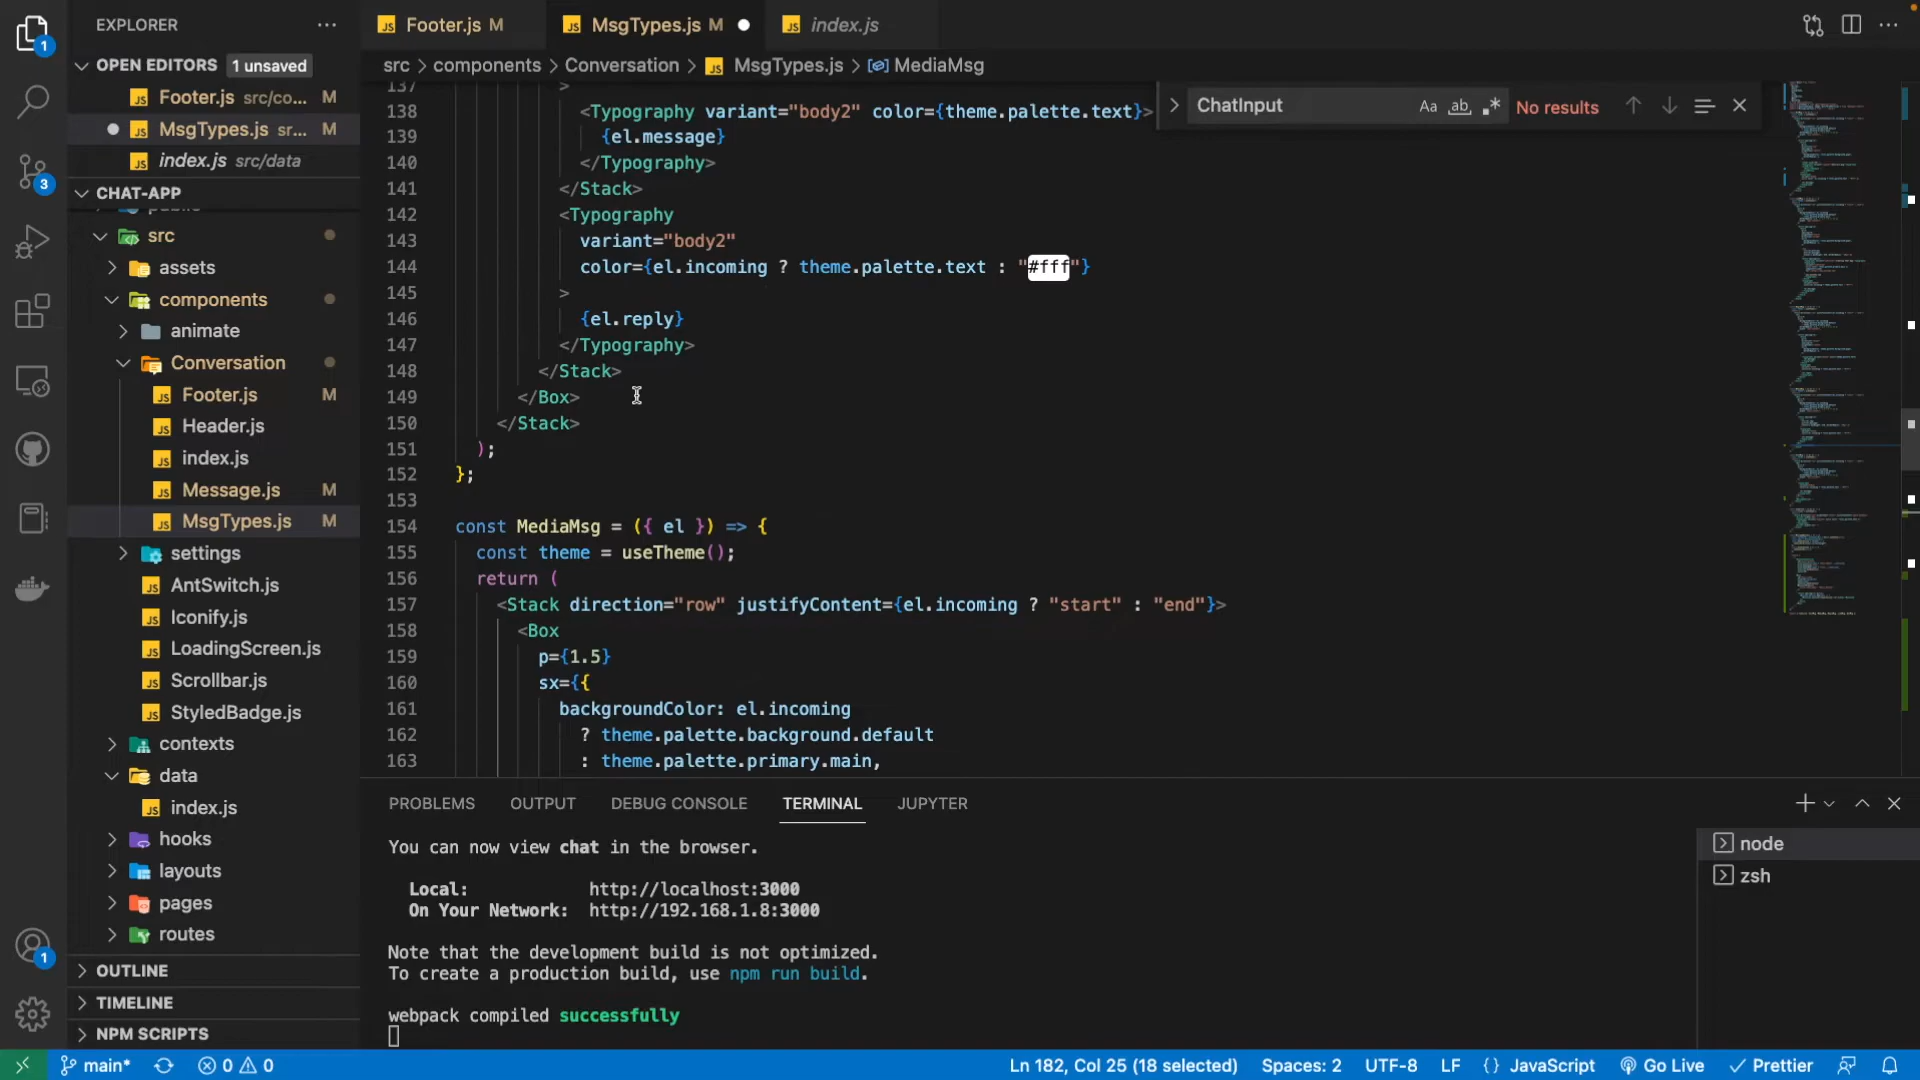 EXPLORER
OPEN EDITORS 1 unsaved
Footer.js src/co... M
MsgTypes.js sr... M
index.js src/data
CHAT-APP
src
assets
components
animate
Conversation
Footer.js M
Header.js
index.js
Message.js M
MsgTypes.js M
settings
AntSwitch.js
Iconify.js
LoadingScreen.js
Scrollbar.js
StyledBadge.js
contexts
data
index.js
hooks
layouts
pages
routes
OUTLINE
TIMELINE
NPM SCRIPTS
1
3
1
Footer.js M
MsgTypes.js M
index.js
src > components > Conversation > MsgTypes.js > MediaMsg
ChatInput Aa ab No results
137 >
138 <Typography variant="body2" color={theme.palette.text}>
139 {el.message}
140 </Typography>
141 </Stack>
142 <Typography
143 variant="body2"
144 color={el.incoming ? theme.palette.text : "#fff"}
145 >
146 {el.reply}
147 </Typography>
148 </Stack>
149 </Box>
150 </Stack>
151 );
152 };
153
154 const MediaMsg = ({ el }) => {
155 const theme = useTheme();
156 return (
157 <Stack direction="row" justifyContent={el.incoming ? "start" : "end"}>
158 <Box
159 p={1.5}
160 sx={{
161 backgroundColor: el.incoming
162 ? theme.palette.background.default
163 : theme.palette.primary.main,
PROBLEMS OUTPUT DEBUG CONSOLE TERMINAL JUPYTER
You can now view chat in the browser.
Local: http://localhost:3000
On Your Network: http://192.168.1.8:3000
Note that the development build is not optimized.
To create a production build, use npm run build.
webpack compiled successfully
node
zsh
main* 0 0 Ln 182, Col 25 (18 selected) Spaces: 2 UTF-8 LF {} JavaScript Go Live Prettier